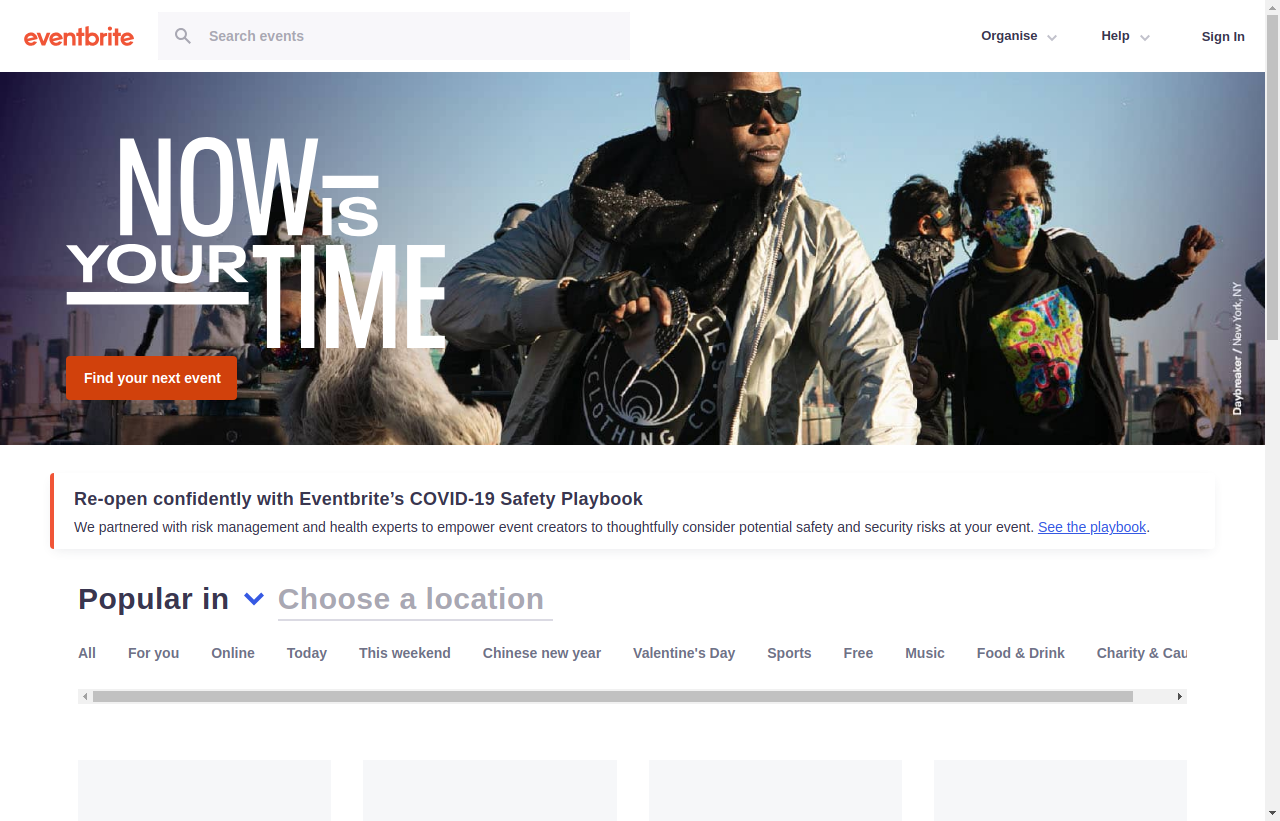 eventbrite
Search events
Organise
Help
Sign In
NOW IS
YOUR TIME
Find your next event
Daybreaker / New York, NY
CLOTHING CO.
Re-open confidently with Eventbrite’s COVID-19 Safety Playbook
We partnered with risk management and health experts to empower event creators to thoughtfully consider potential safety and security risks at your event. See the playbook.
Popular in Choose a location
All For you Online Today This weekend Chinese new year Valentine's Day Sports Free Music Food & Drink Charity & Cau